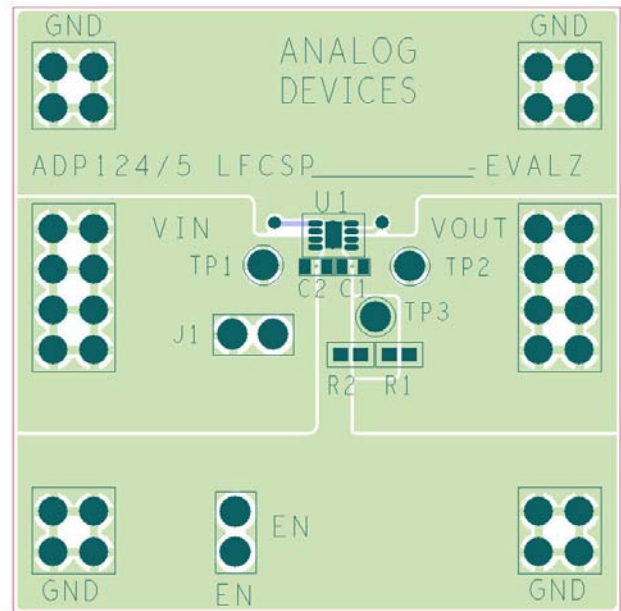 GND
GND
ANALOG
DEVICES
ADP124/5 LFCSP_________-EVALZ
U1
VIN
VOUT
TP1
TP2
C2 C1
TP3
J1
R2 R1
EN
GND
EN
GND